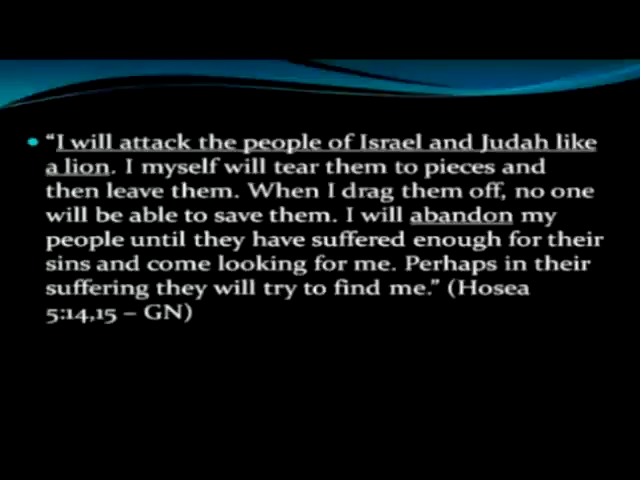 “I will attack the people of Israel and Judah like
a lion. I myself will tear them to pieces and
then leave them. When I drag them off, no one
will be able to save them. I will abandon my
people until they have suffered enough for their
sins and come looking for me. Perhaps in their
suffering they will try to find me.” (Hosea
5:14,15 – GN)